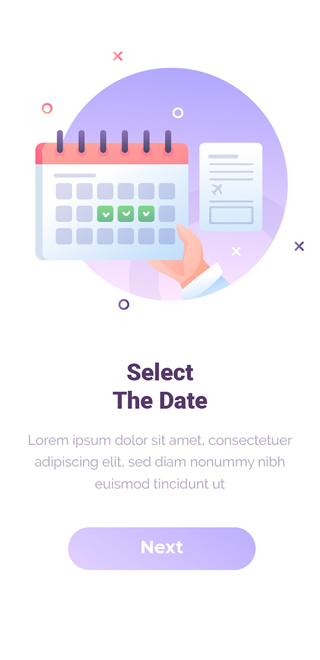 Select
The Date
Lorem ipsum dolor sit amet, consectetuer
adipiscing elit, sed diam nonummy nibh
euismod tincidunt ut
Next